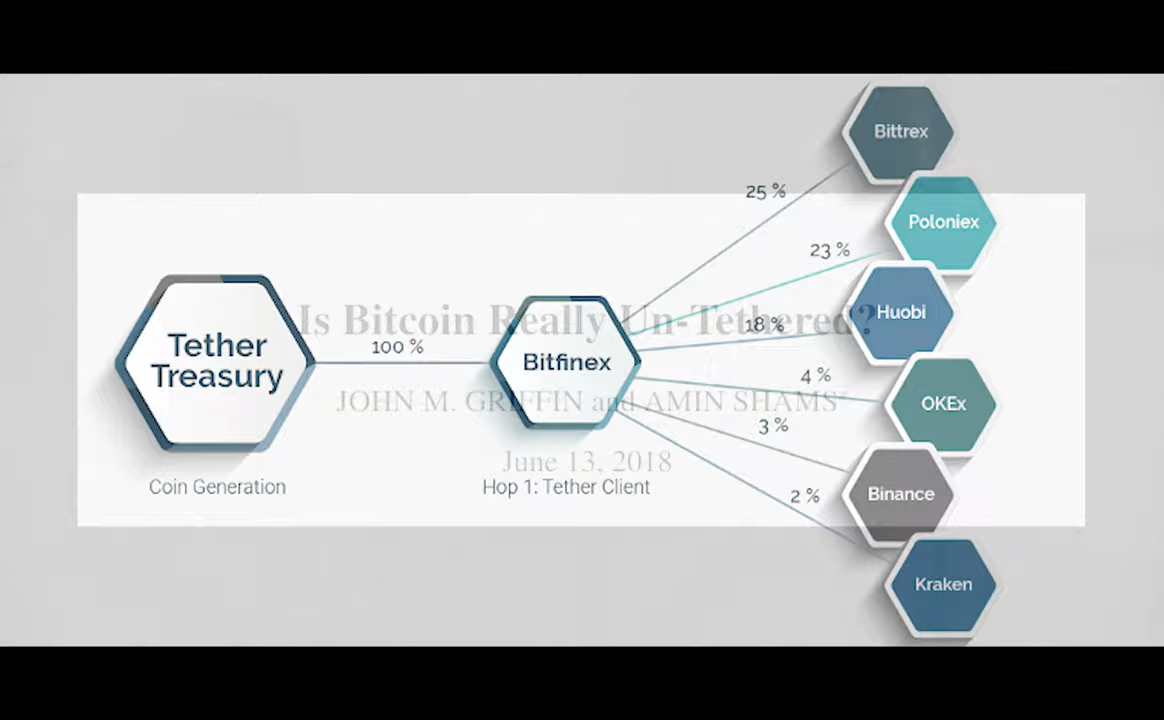 Bittrex
25 %
Poloniex
23 %
Huobi
Is Bitcoin Really Un-Tethered?
18 %
Tether
Treasury
100 %
Bitfinex
4 %
OKEx
JOHN M. GRIFFIN and AMIN SHAMS*
3 %
June 13, 2018
Coin Generation
Hop 1: Tether Client
2 %
Binance
Kraken